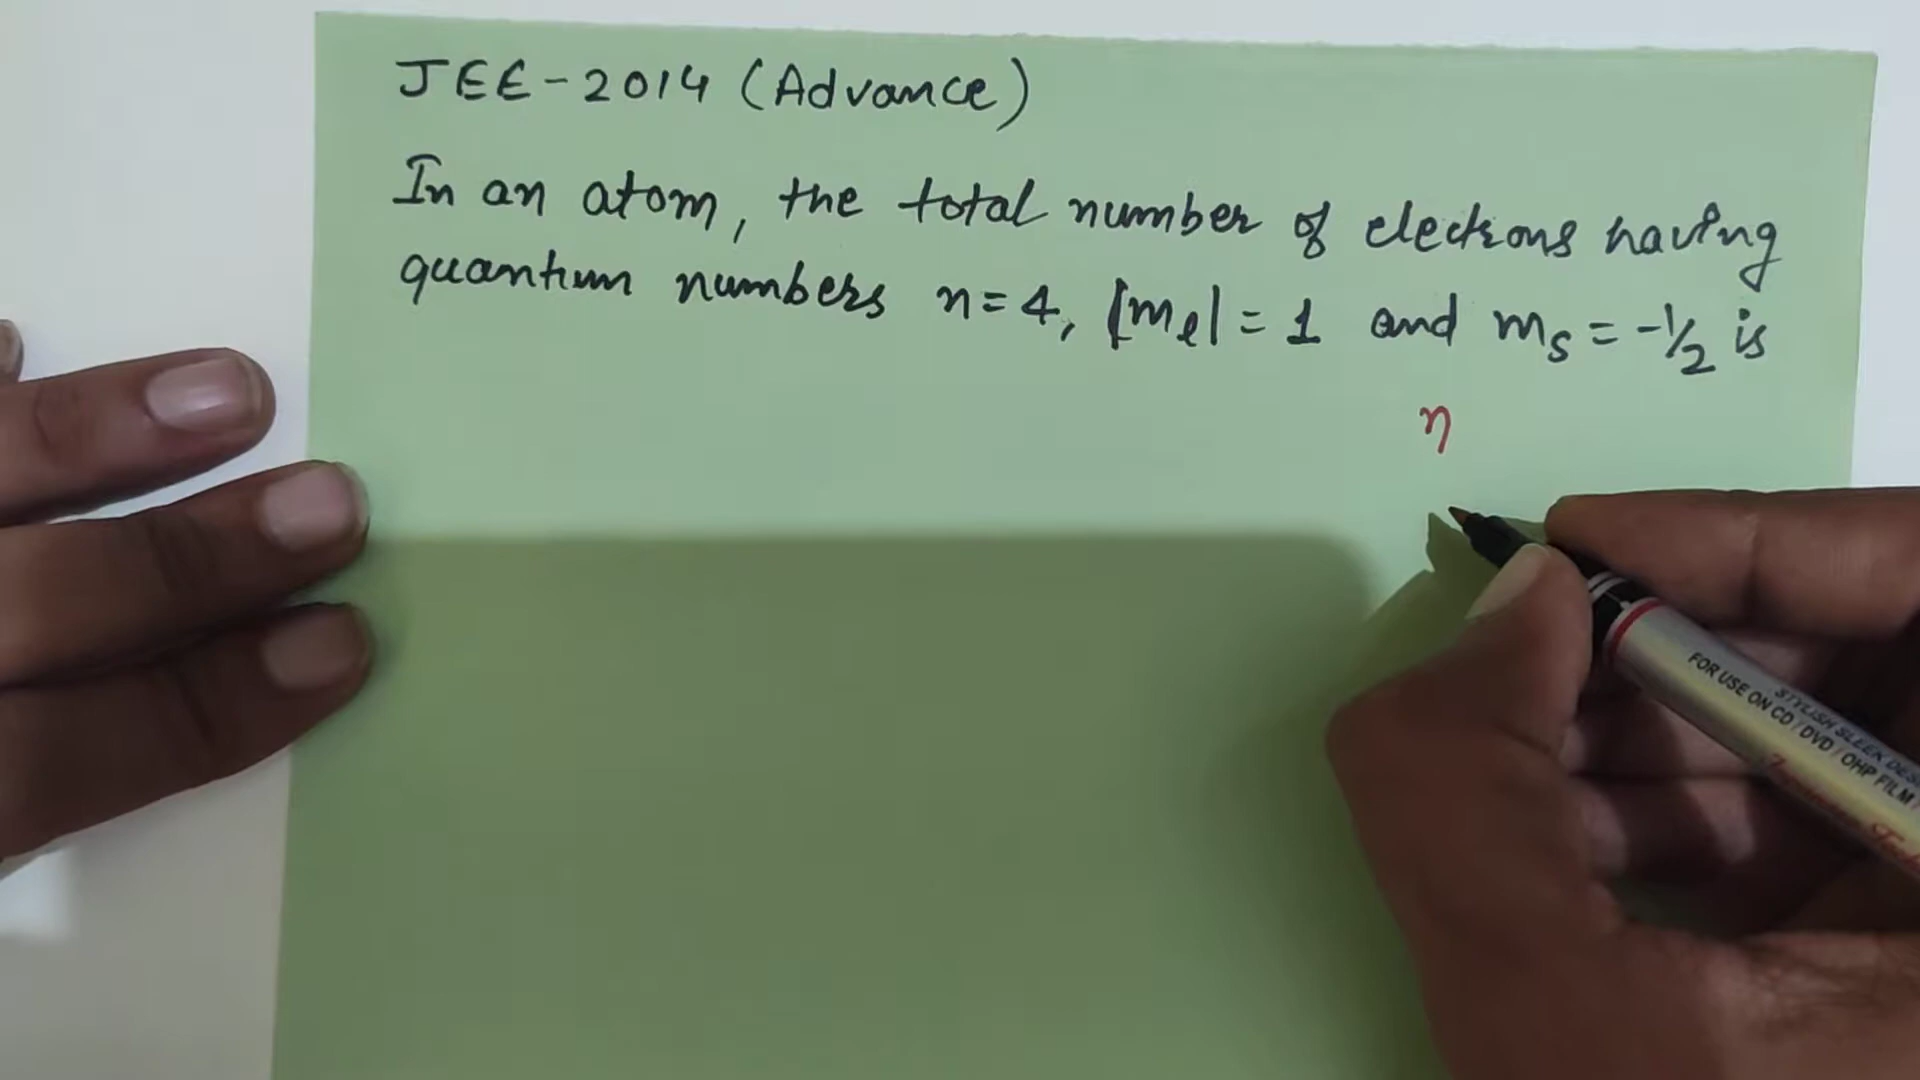 JEE-2014 (Advance)
In an atom, the total number of electrons having
quantum numbers n=4, |mℓ| = 1 and ms = -1/2 is
n
STYLISH SLEEK
FOR USE ON CD / DVD / OHP FILM